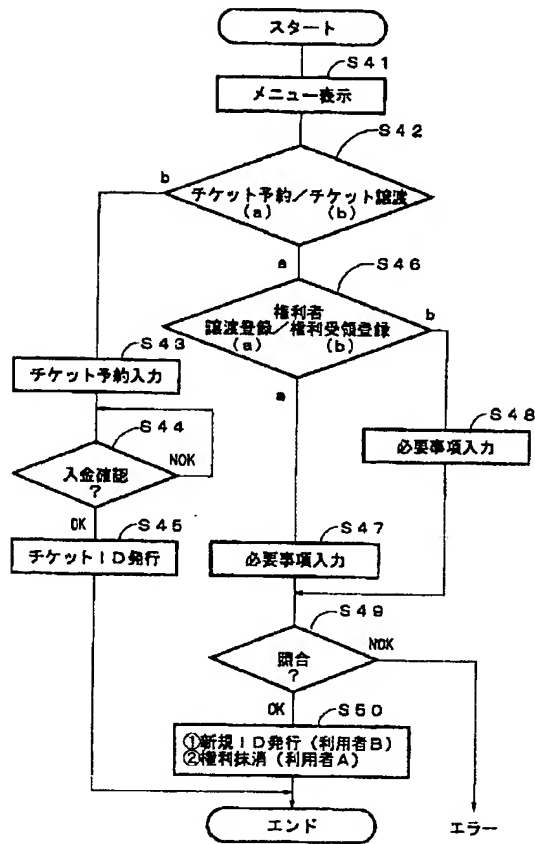 スタート
S41
メニュー表示
S42
b
チケット予約／チケット譲渡
(a) (b)
a
S46
権利者
譲渡登録／権利受領登録
(a) (b)
b
S43
チケット予約入力
a
S48
必要事項入力
S44
入金確認
?
NOK
OK
S45
チケットID発行
S47
必要事項入力
S49
照合
?
NOK
OK
S50
①新規ID発行（利用者B）
②権利抹消（利用者A）
エンド
エラー